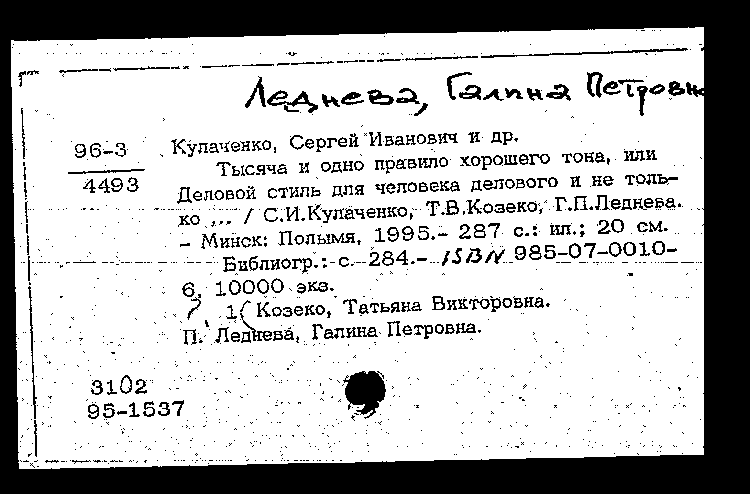 Леднева, Галина Петровна
96-3
4493
Кулаченко, Сергей Иванович и др.
Тысяча и одно правило хорошего тона, или
Деловой стиль для человека делового и не толь-
ко ... / С.И.Кулаченко, Т.В.Козеко, Г.П.Леднева.
- Минск: Полымя, 1995.- 287 с.: ил.; 20 см.
Библиогр.: с. 284.- ISBN 985-07-0010-
6, 10000 экз.
1. Козеко, Татьяна Викторовна.
П. Леднева, Галина Петровна.
3102
95-1537